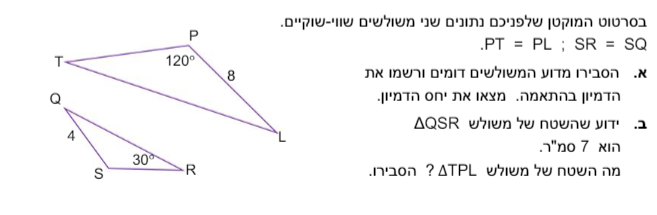 בסרטוט המוקטן שלפניכם נתונים שני משולשים שווי-שוקיים.
PT = PL ; SR = SQ.
א. הסבירו מדוע המשולשים דומים ורשמו את
הדמיון בהתאמה. מצאו את יחס הדמיון.
ב. ידוע שהשטח של משולש ΔQSR
הוא 7 סמ"ר.
מה השטח של משולש ΔTPL ? הסבירו.
P
T
120°
8
L
Q
4
30°
S
R